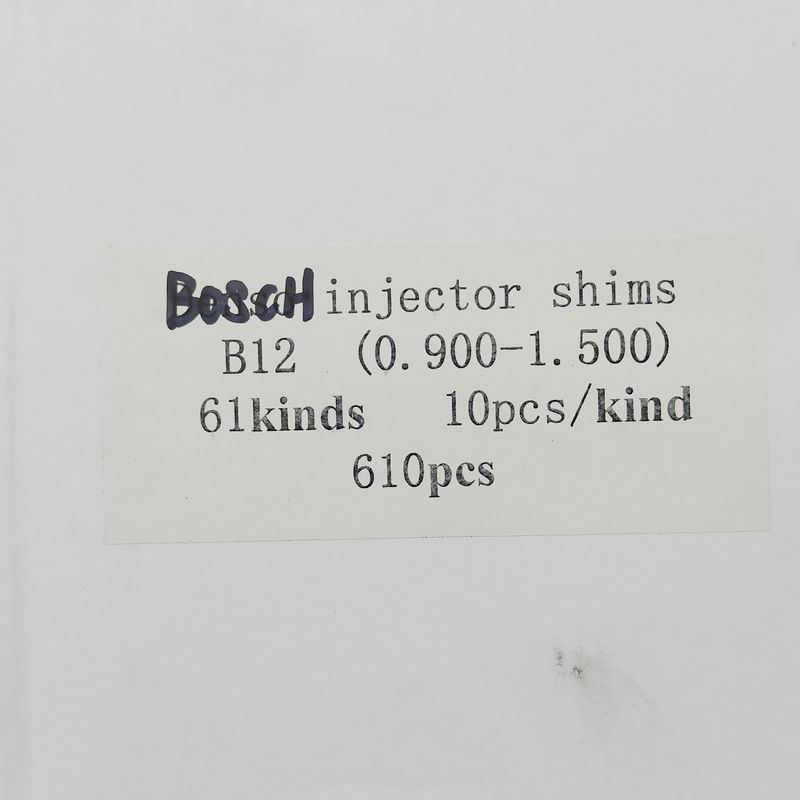 BOSCH injector shims
B12 (0.900-1.500)
61kinds 10pcs/kind
610pcs